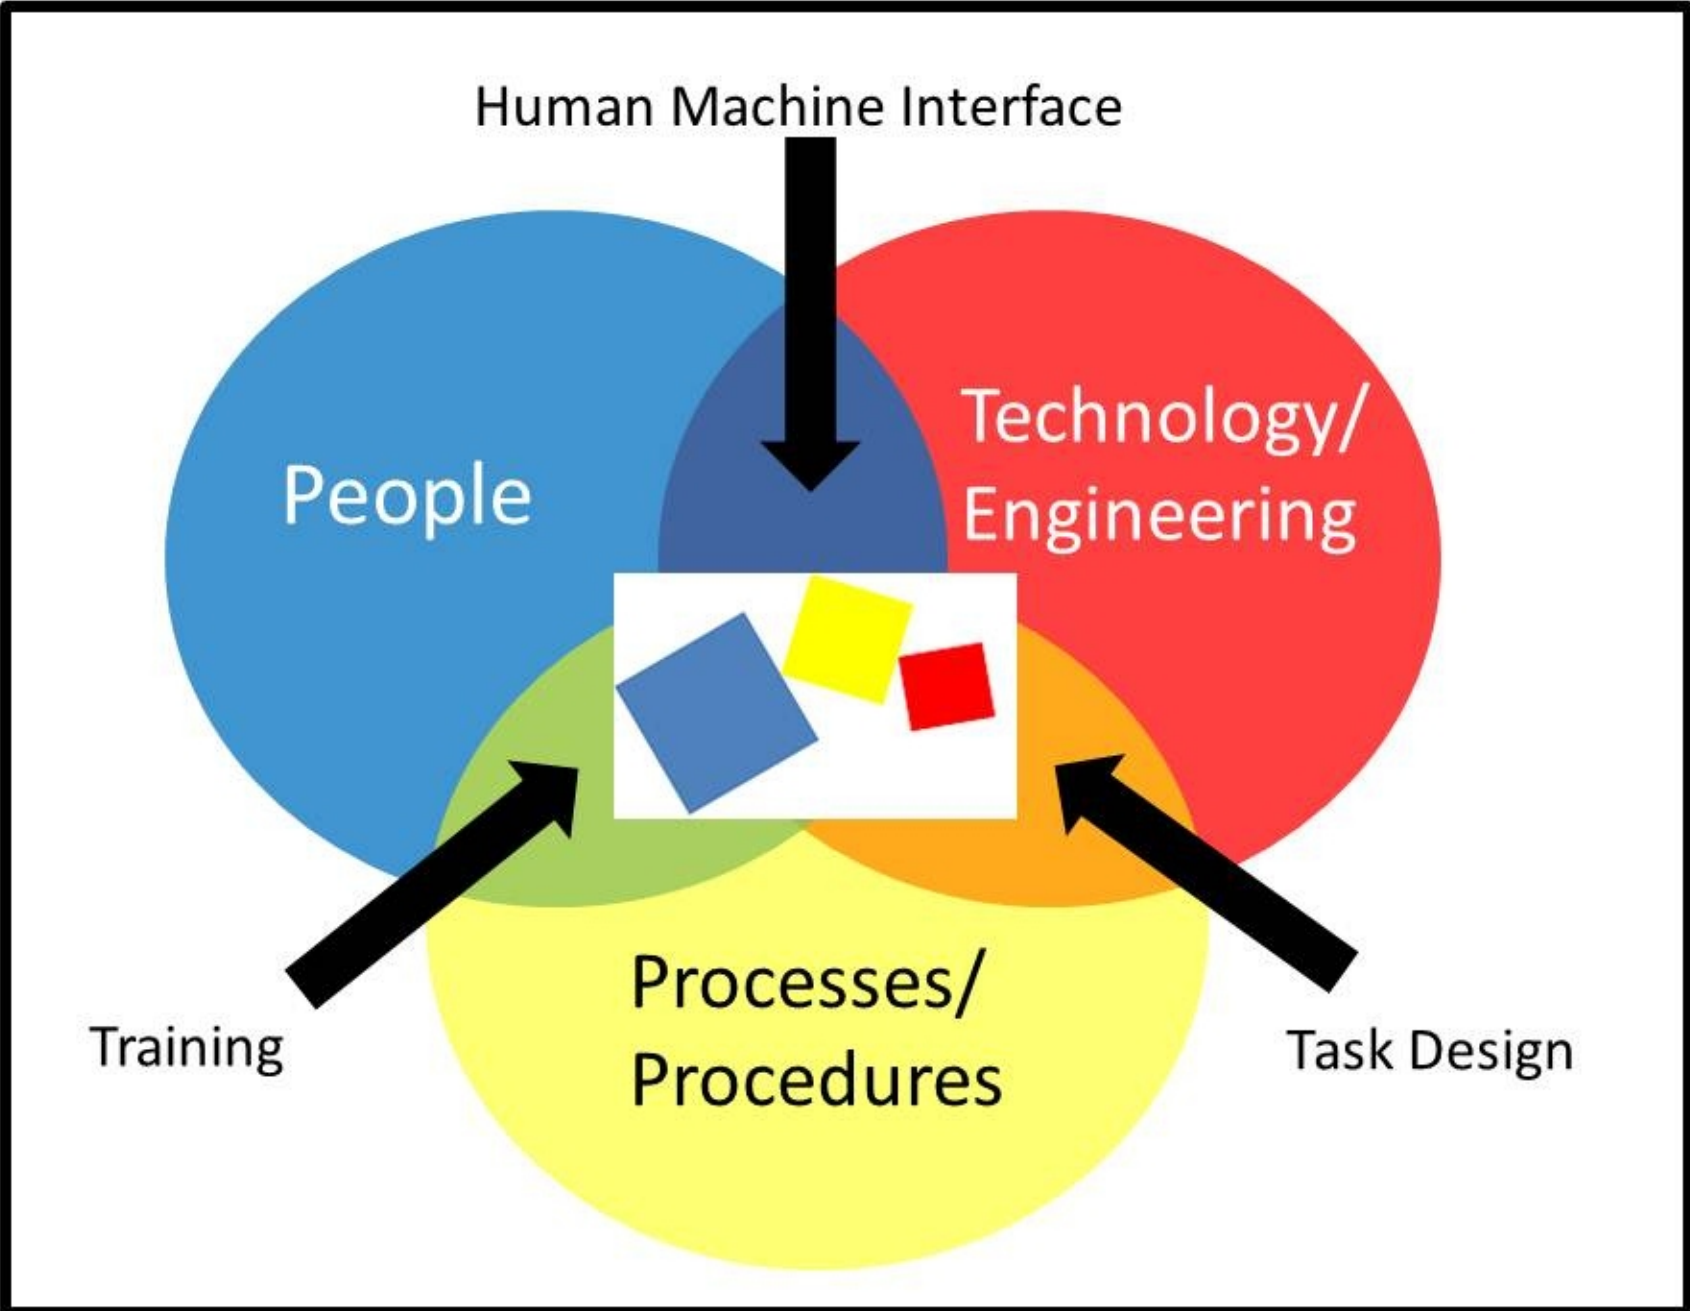 Human Machine Interface
People
Technology/
Engineering
Processes/
Procedures
Training
Task Design